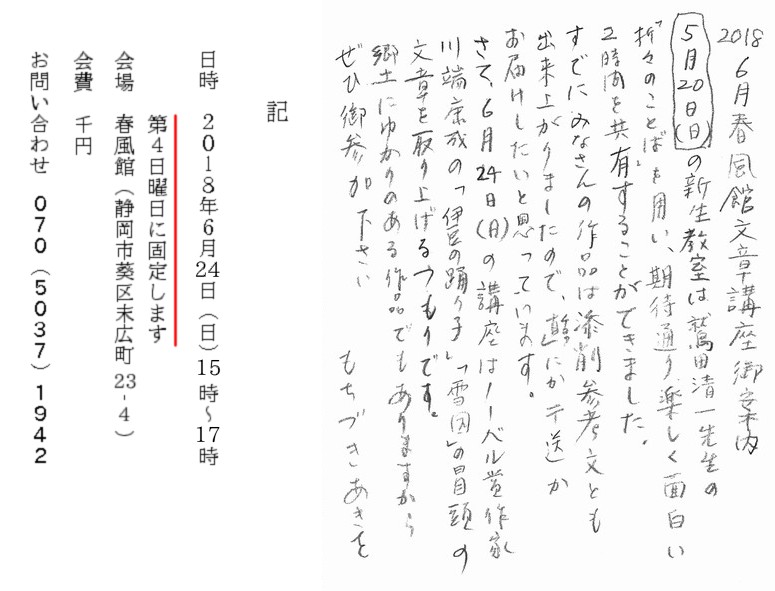 2018 6月春風館文章講座御案内
5月20日(日)の新生教室は鷲田清一先生の
「折々のことば」を用い、期待通り楽しく面白い
2時間を共有することができました。
すでにみなさんの作品は添削参考文とも
出来上がりましたので、 にか 送か
お届けしたいと思っています。
さて、6月24日(日)の講座はノーベル賞作家
川端康成の「伊豆の踊り子」「雪国」の冒頭の
文章を取り上げるつもりです。
郷土にゆかりのある作品でもありますから
ぜひ御参加下さい
もちづきあきを
記
日時 2018年6月24日(日)15時〜17時
第4日曜日に固定します
会場 春風館(静岡市葵区末広町23-4)
会費 千円
お問い合わせ 070(5037)1942